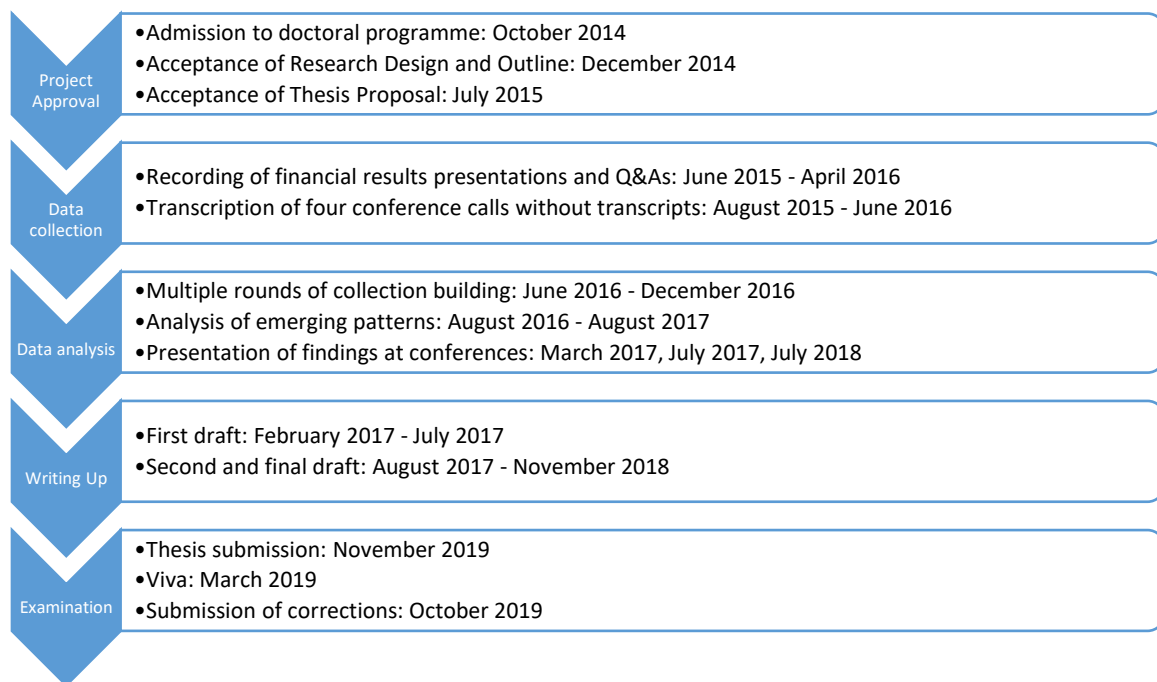 Project
Approval
•Admission to doctoral programme: October 2014
•Acceptance of Research Design and Outline: December 2014
•Acceptance of Thesis Proposal: July 2015
Data
collection
•Recording of financial results presentations and Q&As: June 2015 - April 2016
•Transcription of four conference calls without transcripts: August 2015 - June 2016
Data analysis
•Multiple rounds of collection building: June 2016 - December 2016
•Analysis of emerging patterns: August 2016 - August 2017
•Presentation of findings at conferences: March 2017, July 2017, July 2018
Writing Up
•First draft: February 2017 - July 2017
•Second and final draft: August 2017 - November 2018
Examination
•Thesis submission: November 2019
•Viva: March 2019
•Submission of corrections: October 2019